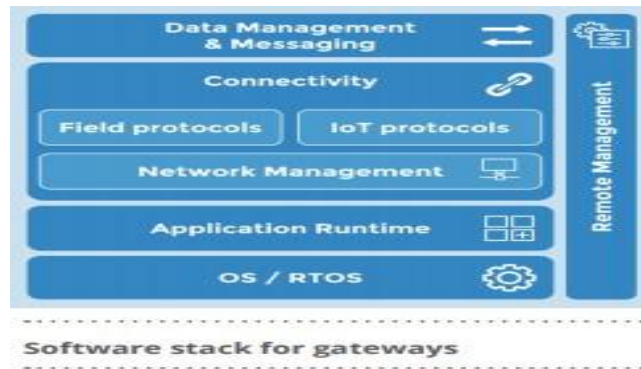 Data Management
& Messaging
Connectivity
Field protocols
IoT protocols
Network Management
Application Runtime
OS / RTOS
Remote Management
Software stack for gateways